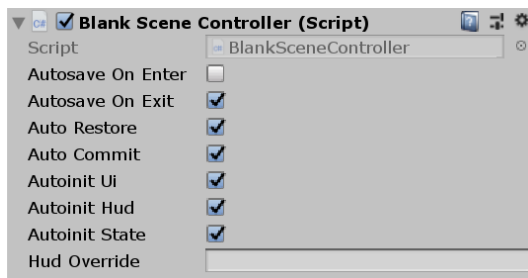 Blank Scene Controller (Script)
Script BlankSceneController
Autosave On Enter
Autosave On Exit
Auto Restore
Auto Commit
Autoinit Ui
Autoinit Hud
Autoinit State
Hud Override